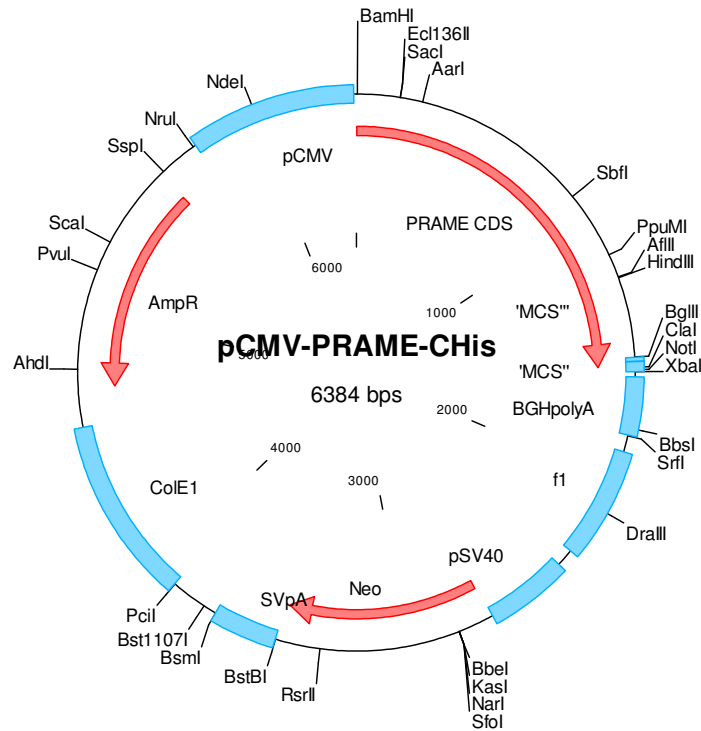 BamHI
Ecl136II
SacI
AarI
NdeI
NruI
SspI
pCMV
SbfI
ScaI
PvuI
PRAME CDS
PpuMI
AflII
HindIII
6000
AmpR
1000
'MCS'''
BglII
ClaI
NotI
XbaI
pCMV-PRAME-CHis
5000
AhdI
'MCS''
6384 bps
BGHpolyA
2000
BbsI
SrfI
4000
3000
f1
ColE1
DraIII
pSV40
Neo
SVpA
PciI
Bst1107I
BsmI
BstBI
RsrII
BbeI
KasI
NarI
SfoI